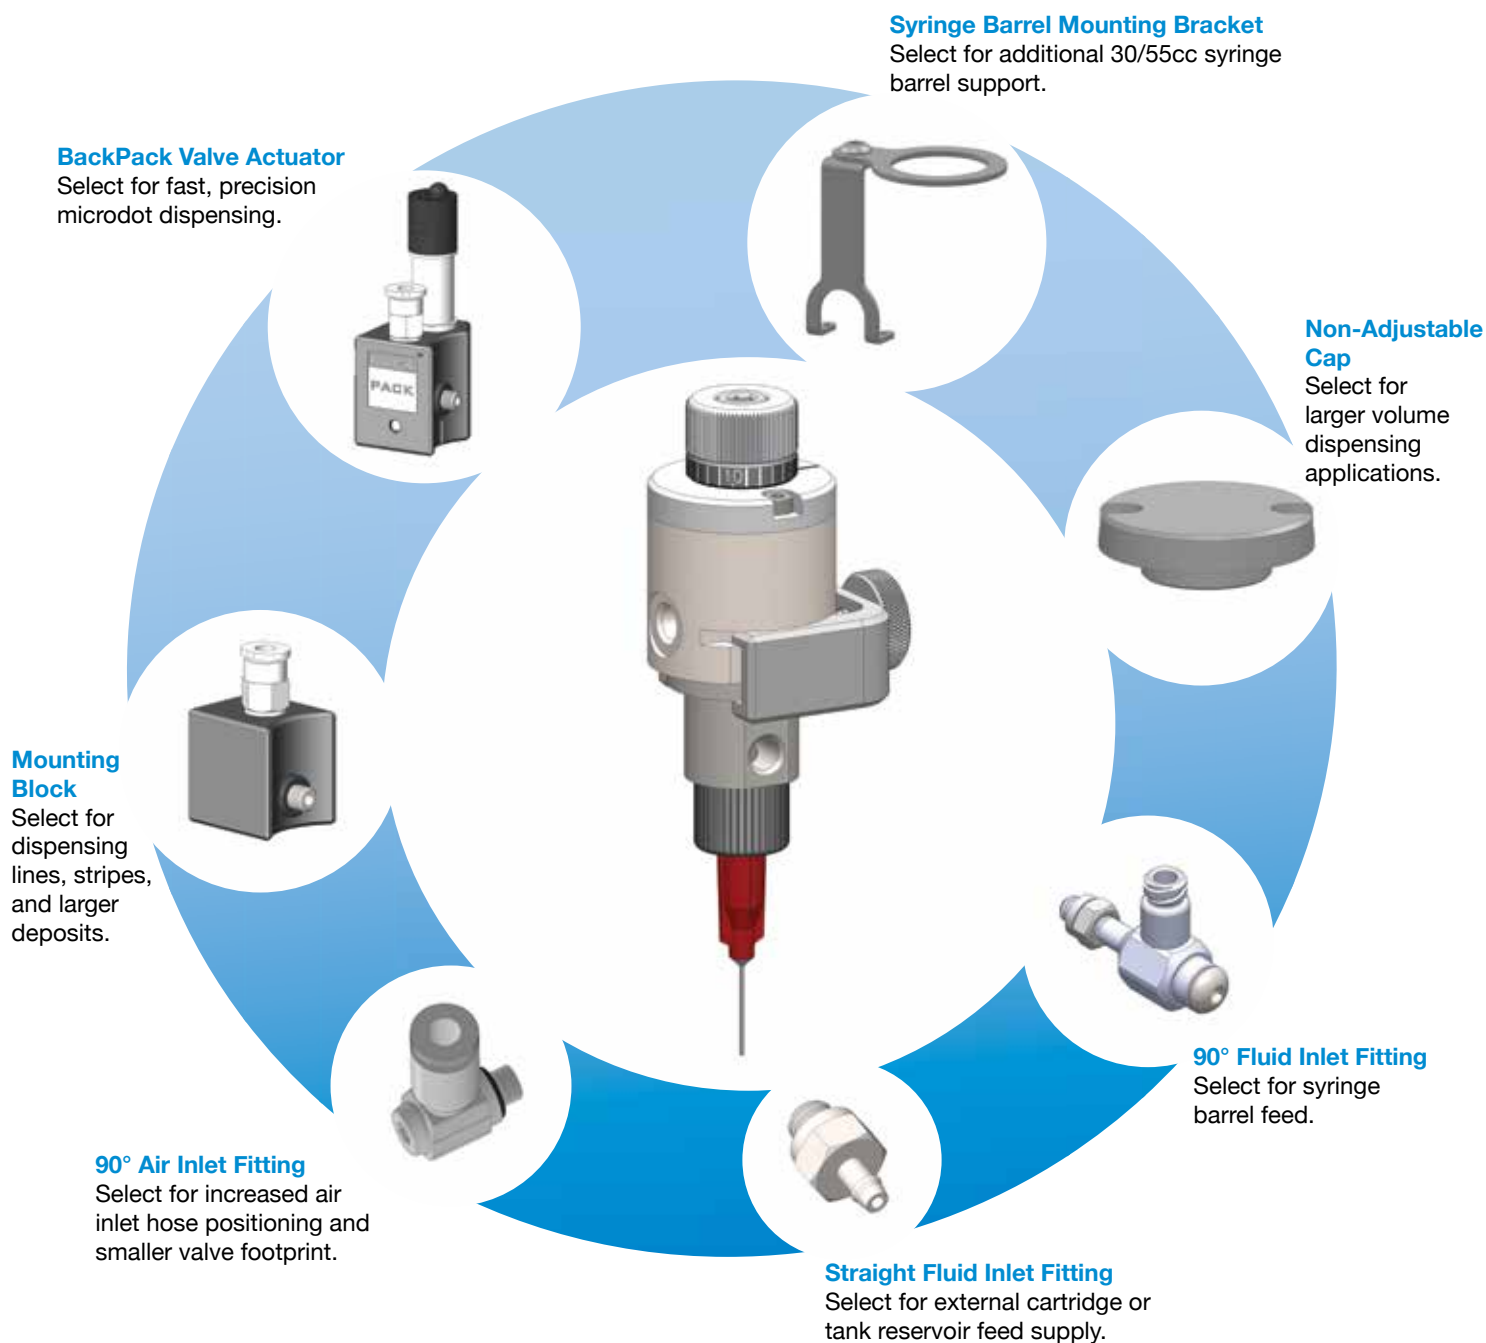 Syringe Barrel Mounting Bracket
Select for additional 30/55cc syringe
barrel support.
BackPack Valve Actuator
Select for fast, precision
microdot dispensing.
PACK
Non-Adjustable
Cap
Select for
larger volume
dispensing
applications.
10
Mounting
Block
Select for
dispensing
lines, stripes,
and larger
deposits.
90° Fluid Inlet Fitting
Select for syringe
barrel feed.
90° Air Inlet Fitting
Select for increased air
inlet hose positioning and
smaller valve footprint.
Straight Fluid Inlet Fitting
Select for external cartridge or
tank reservoir feed supply.